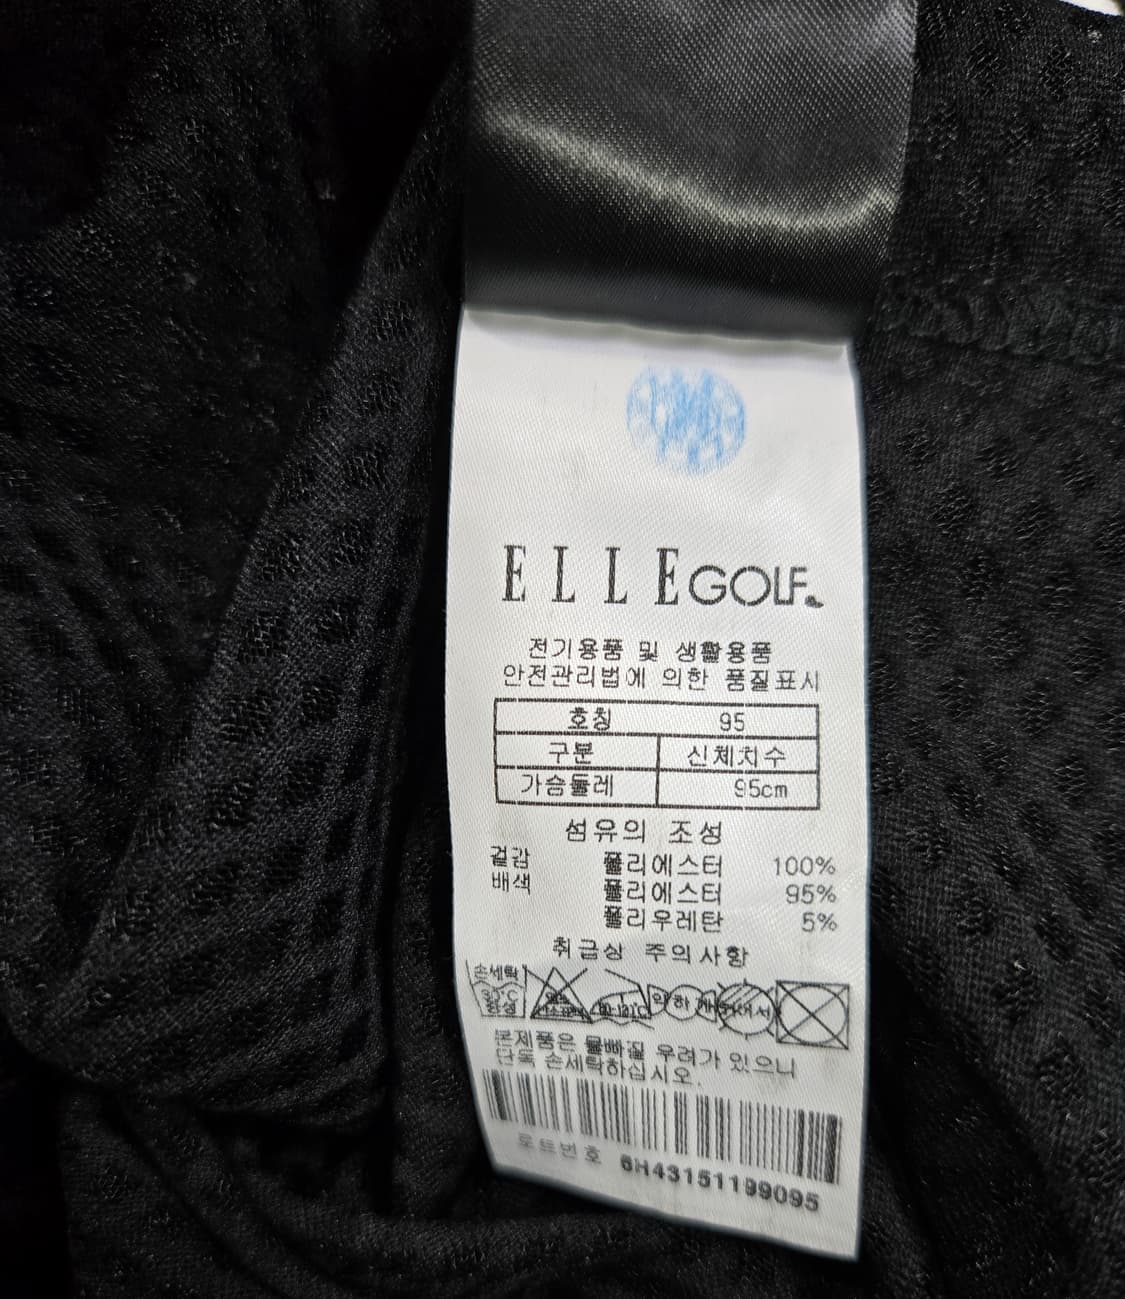 ELLE GOLF
전기용품 및 생활용품
안전관리법에 의한 품질표시
호칭 95
구분 신체치수
가슴둘레 95cm
섬유의 조성
겉감 폴리에스터 100%
배색 폴리에스터 95%
폴리우레탄 5%
취급상 주의사항
손세탁
약하게
본제품은 물빠짐 우려가 있으니
단독 손세탁하십시오.
로트번호 6H43151199095